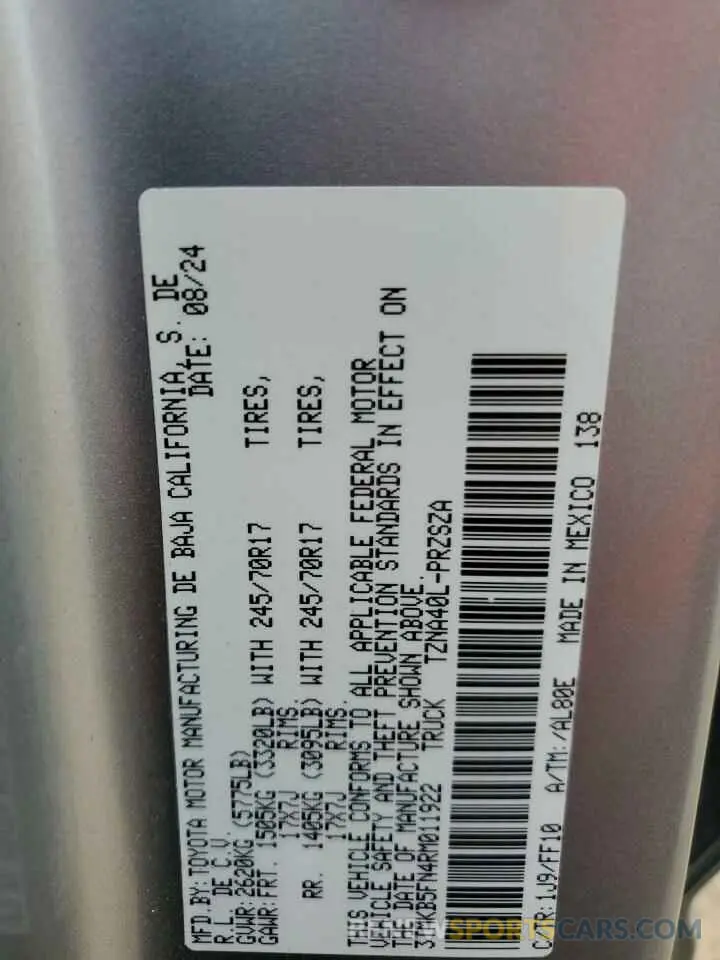 MFD.BY:TOYOTA MOTOR MANUFACTURING DE BAJA CALIFORNIA, S. DE
R.L. DE C.V. DATE: 08/24
GVWR:2620KG (5775LB)
GAWR:FRT. 1505KG (3320LB) WITH 245/70R17 TIRES,
17X7J RIMS.
RR. 1405KG (3095LB) WITH 245/70R17 TIRES,
17X7J RIMS.
THIS VEHICLE CONFORMS TO ALL APPLICABLE FEDERAL MOTOR
VEHICLE SAFETY AND THEFT PREVENTION STANDARDS IN EFFECT ON
THE DATE OF MANUFACTURE SHOWN ABOVE.
TRUCK TZNA40L-PRZSZA
C/TR:1J9/FF10 A/TM:/AL80E MADE IN MEXICO 138
RENEWSPORTSCARS.COM